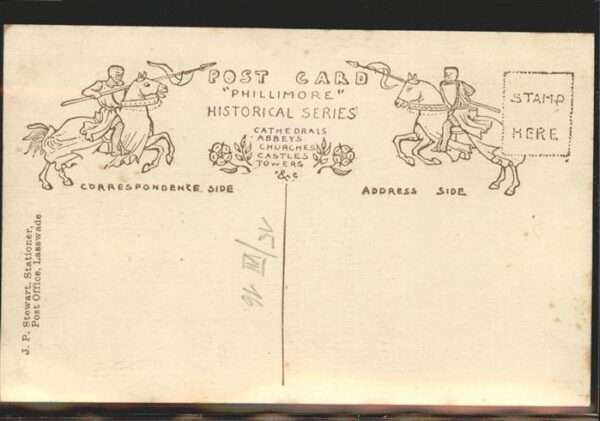 POST CARD
"PHILLIMORE"
HISTORICAL SERIES
CATHEDRALS
ABBEYS
CHURCHES
CASTLES
TOWERS
&c
STAMP
HERE
CORRESPONDENCE SIDE
ADDRESS SIDE
J. P. Stewart, Stationer,
Post Office, Lasswade